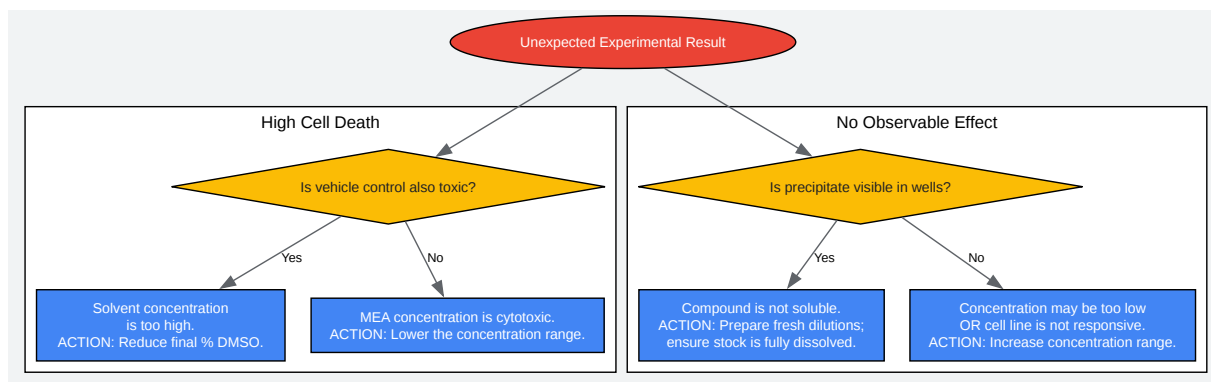 Unexpected Experimental Result
High Cell Death
Is vehicle control also toxic?
Yes
No
Solvent concentration
is too high.
ACTION: Reduce final % DMSO.
MEA concentration is cytotoxic.
ACTION: Lower the concentration range.
No Observable Effect
Is precipitate visible in wells?
Yes
No
Compound is not soluble.
ACTION: Prepare fresh dilutions;
ensure stock is fully dissolved.
Concentration may be too low
OR cell line is not responsive.
ACTION: Increase concentration range.